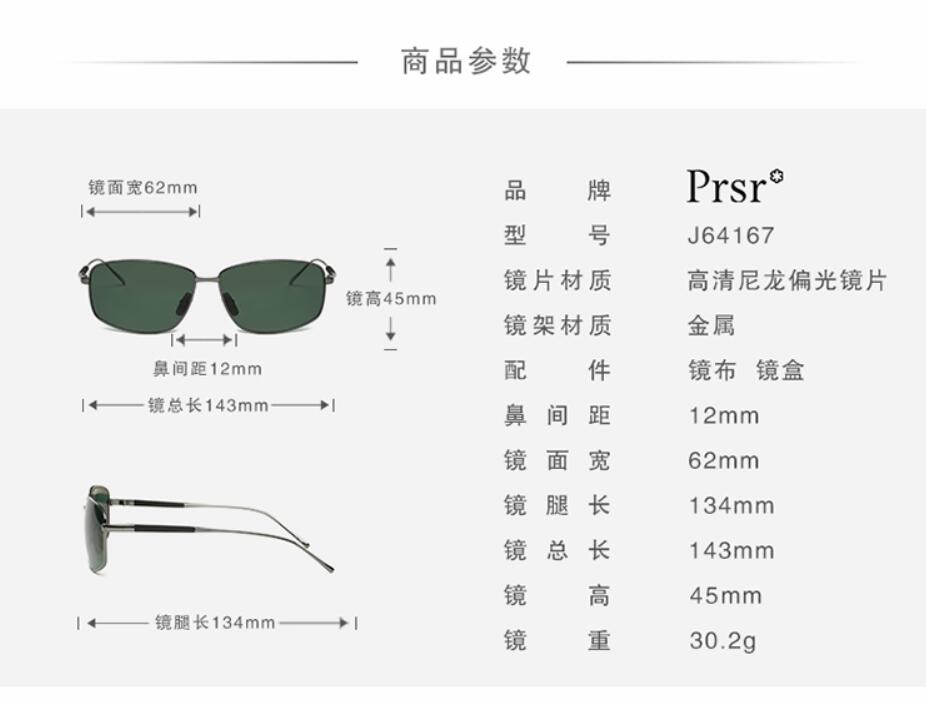 商品参数
镜面宽62mm
镜高45mm
鼻间距12mm
镜总长143mm
镜腿长134mm
品牌 Prsr
型号 J64167
镜片材质 高清尼龙偏光镜片
镜架材质 金属
配件 镜布 镜盒
鼻间距 12mm
镜面宽 62mm
镜腿长 134mm
镜总长 143mm
镜高 45mm
镜重 30.2g